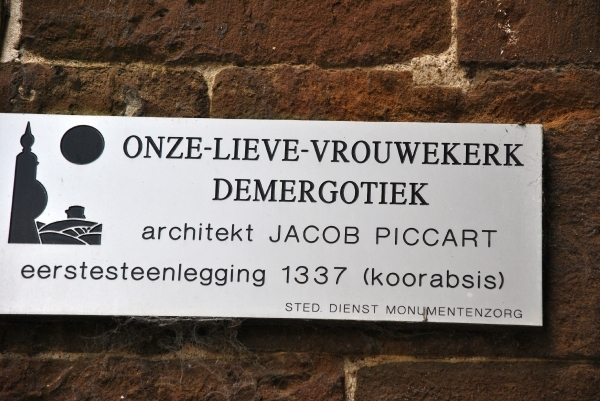 ONZE-LIEVE-VROUWEKERK
DEMERGOTIEK
architekt JACOB PICCART
eerstesteenlegging 1337 (koorabsis)
STED. DIENST MONUMENTENZORG